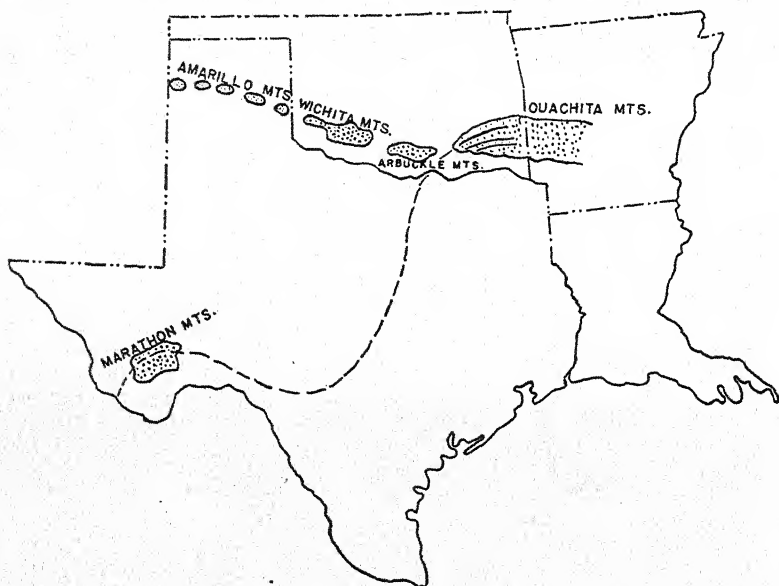 AMARILLO MTS.
WICHITA MTS.
OUACHITA MTS.
ARBUCKLE MTS.
MARATHON MTS.